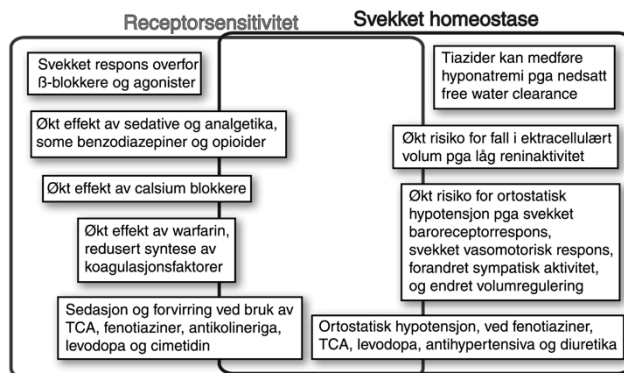 Receptorsensitivitet
Svekket homeostase
Svekket respons overfor
ß-blokkere og agonister
Økt effekt av sedative og analgetika,
some benzodiazepiner og opioider
Økt effekt av calsium blokkere
Økt effekt av warfarin,
redusert syntese av
koagulasjonsfaktorer
Sedasjon og forvirring ved bruk av
TCA, fenotiaziner, antikolineriga,
levodopa og cimetidin
Tiazider kan medføre
hyponatremi pga nedsatt
free water clearance
Økt risiko for fall i ektracellulært
volum pga låg reninaktivitet
Økt risiko for ortostatisk
hypotensjon pga svekket
baroreceptorrespons,
svekket vasomotorisk respons,
forandret sympatisk aktivitet,
og endret volumregulering
Ortostatisk hypotensjon, ved fenotiaziner,
TCA, levodopa, antihypertensiva og diuretika